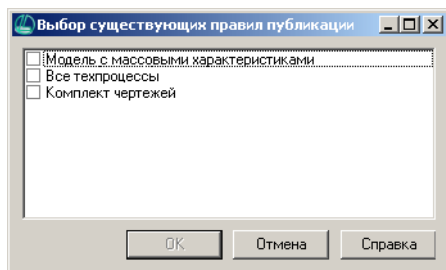 Выбор существующих правил публикации
Модель с массовыми характеристиками
Все техпроцессы
Комплект чертежей
OK Отмена Справка